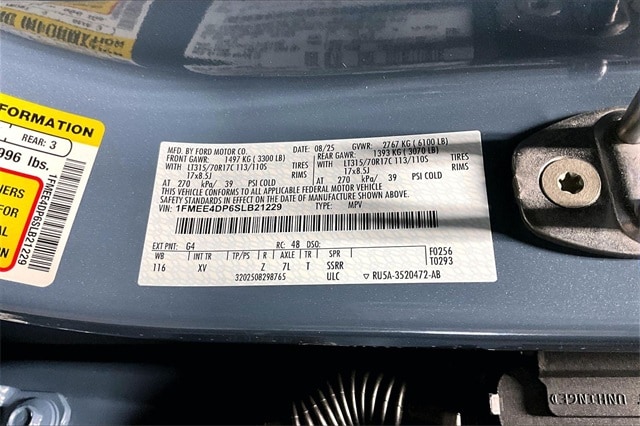 FORMATION
REAR: 3
996 lbs.
1FMEE4DP6SLB21229
MFD. BY FORD MOTOR CO. DATE: 08/25 GVWR: 2767 KG ( 6100 LB)
FRONT GAWR: 1497 KG ( 3300 LB) REAR GAWR: 1393 KG ( 3070 LB)
WITH LT315/70R17C 113/110S TIRES WITH LT315/70R17C 113/110S TIRES
17x8.5J RIMS 17x8.5J RIMS
AT 270 kPa/ 39 PSI COLD AT 270 kPa/ 39 PSI COLD
THIS VEHICLE CONFORMS TO ALL APPLICABLE FEDERAL MOTOR VEHICLE
SAFETY STANDARDS IN EFFECT ON THE DATE OF MANUFACTURE SHOWN ABOVE.
VIN: 1FMEE4DP6SLB21229 TYPE: MPV
EXT PNT: G4 RC: 48 DSO: F0256
WB INT TR TP/PS R AXLE TR SPR T0293
116 XV Z 7L T SSRR
3202508298765 ULC ▽ RU5A-3520472-AB